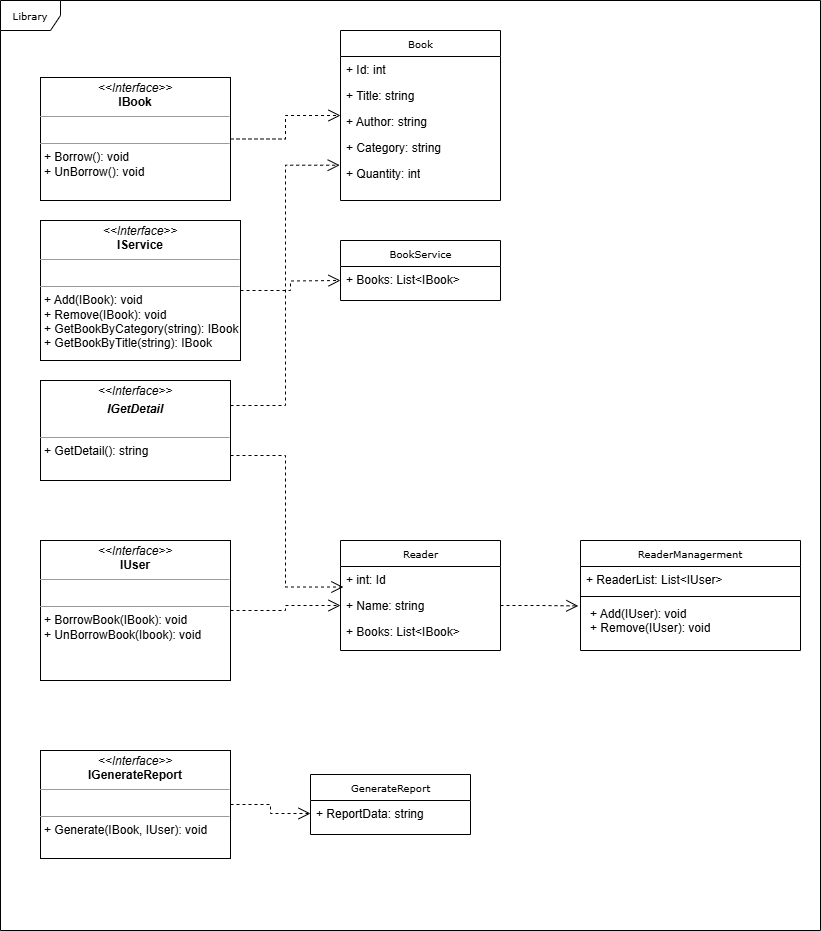 Library
<<Interface>>
IBook
+ Borrow(): void
+ UnBorrow(): void
Book
+ Id: int
+ Title: string
+ Author: string
+ Category: string
+ Quantity: int
<<Interface>>
IService
+ Add(IBook): void
+ Remove(IBook): void
+ GetBookByCategory(string): IBook
+ GetBookByTitle(string): IBook
BookService
+ Books: List<IBook>
<<Interface>>
IGetDetail
+ GetDetail(): string
<<Interface>>
IUser
+ BorrowBook(IBook): void
+ UnBorrowBook(Ibook): void
Reader
+ int: Id
+ Name: string
+ Books: List<IBook>
ReaderManagerment
+ ReaderList: List<IUser>
+ Add(IUser): void
+ Remove(IUser): void
<<Interface>>
IGenerateReport
+ Generate(IBook, IUser): void
GenerateReport
+ ReportData: string